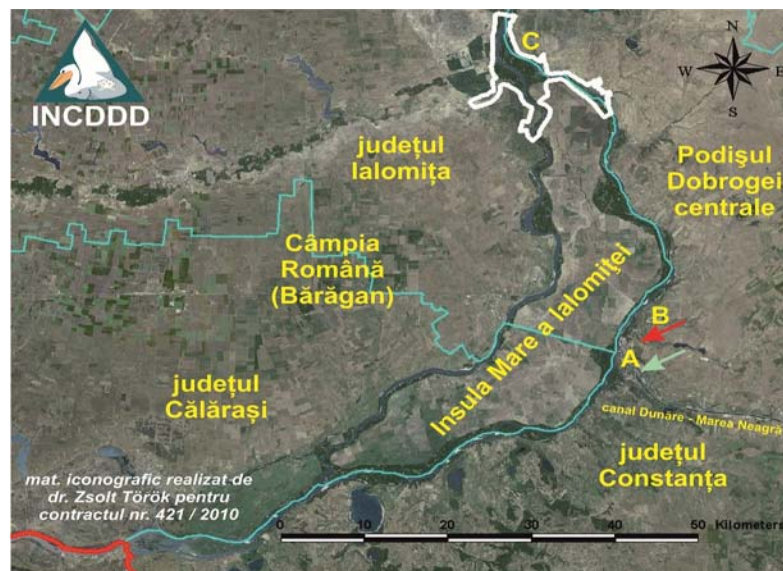 C
N
W E
S
INCDDD
județul
Ialomița
Podișul
Dobrogei
centrale
Câmpia
Română
(Bărăgan)
Insula Mare a Ialomiței
B
A
județul
Călărași
canal Dunăre - Marea Neagră
județul
Constanța
mat. iconografic realizat de
dr. Zsolt Török pentru
contractul nr. 421 / 2010
0 10 20 30 40 50 Kilometers